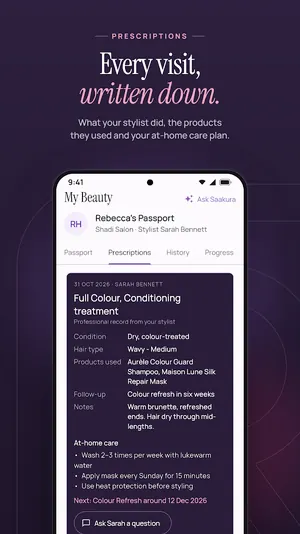 PRESCRIPTIONS
Every visit,
written down.
What your stylist did, the products
they used and your at-home care plan.
9:41
My Beauty
Ask Saakura
RH
Rebecca's Passport
Shadi Salon · Stylist Sarah Bennett
Passport Prescriptions History Progress
31 OCT 2026 · SARAH BENNETT
Full Colour, Conditioning
treatment
Professional record from your stylist
Condition Dry, colour-treated
Hair type Wavy - Medium
Products used Aurèle Colour Guard
Shampoo, Maison Lune Silk
Repair Mask
Follow-up Colour refresh in six weeks
Notes Warm brunette, refreshed
ends. Hair dry through mid-
lengths.
At-home care
• Wash 2–3 times per week with lukewarm
water
• Apply mask every Sunday for 15 minutes
• Use heat protection before styling
Next: Colour Refresh around 12 Dec 2026
Ask Sarah a question